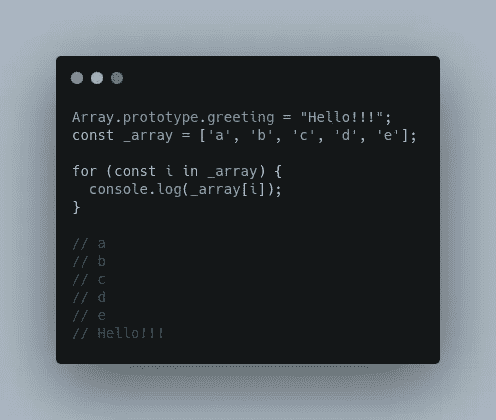 Array.prototype.greeting = "Hello!!!";
const _array = ['a', 'b', 'c', 'd', 'e'];
for (const i in _array) {
  console.log(_array[i]);
}
// a
// b
// c
// d
// e
// Hello!!!